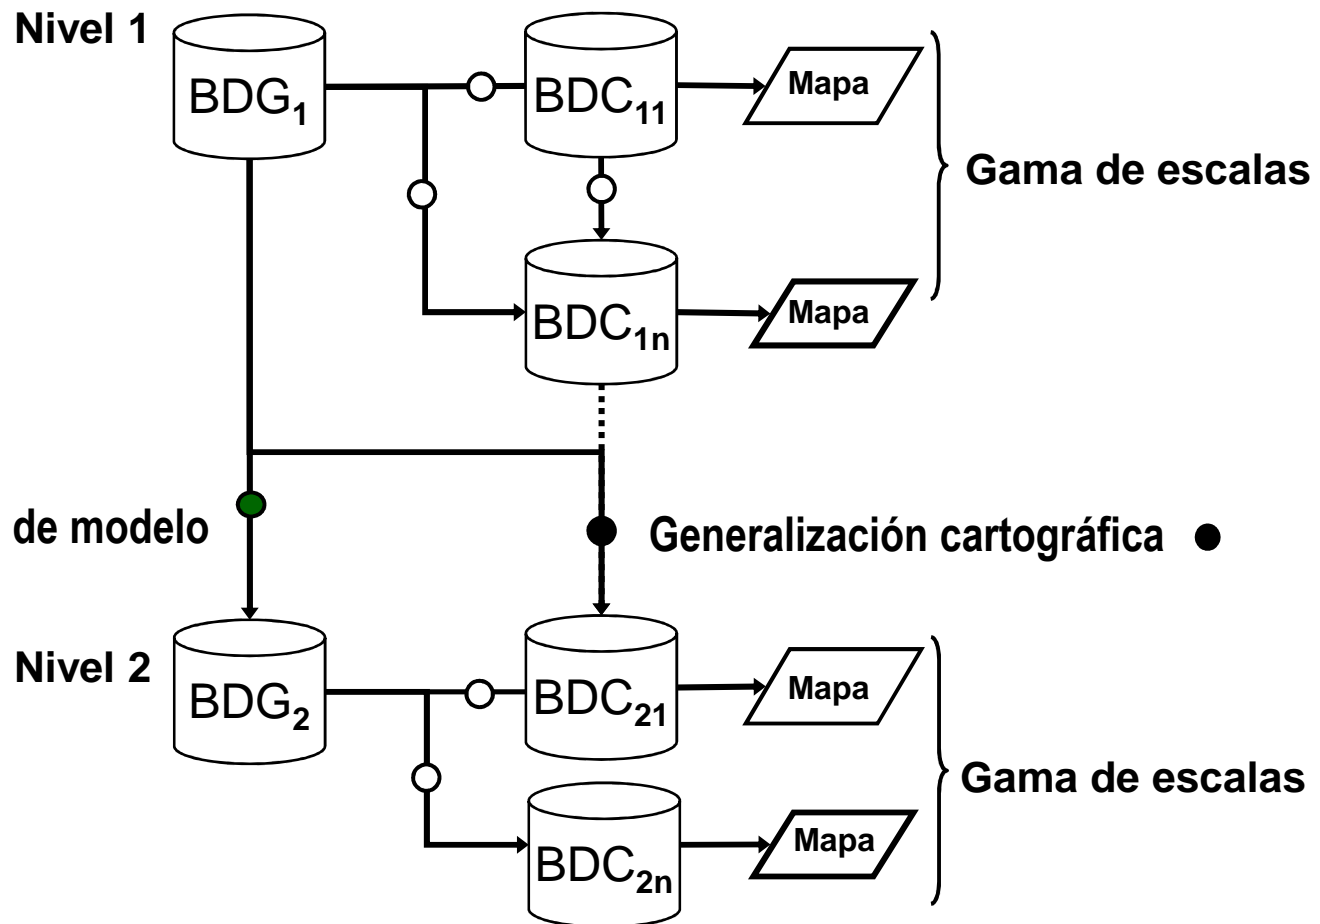 Nivel 1
BDG1
BDC11
Mapa
Gama de escalas
BDC1n
Mapa
de modelo
Generalización cartográfica
Nivel 2
BDG2
BDC21
Mapa
Gama de escalas
BDC2n
Mapa